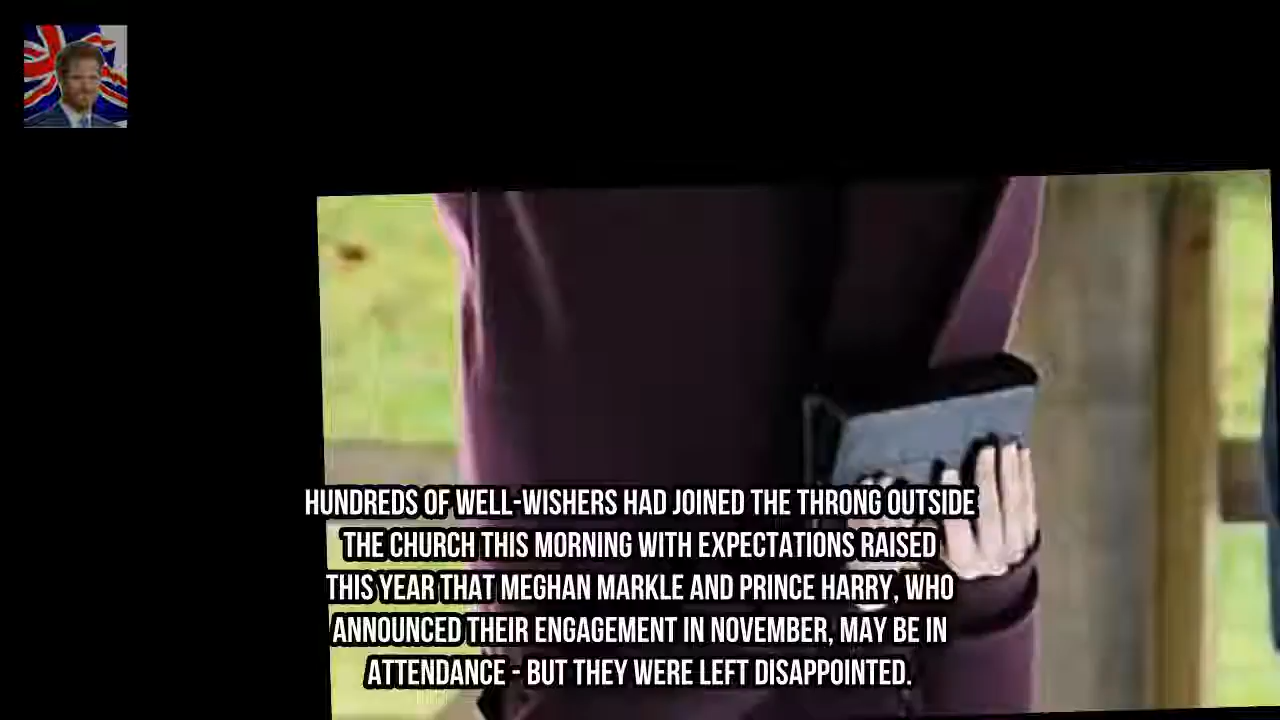 HUNDREDS OF WELL-WISHERS HAD JOINED THE THRONG OUTSIDE
THE CHURCH THIS MORNING WITH EXPECTATIONS RAISED
THIS YEAR THAT MEGHAN MARKLE AND PRINCE HARRY, WHO
ANNOUNCED THEIR ENGAGEMENT IN NOVEMBER, MAY BE IN
ATTENDANCE - BUT THEY WERE LEFT DISAPPOINTED.